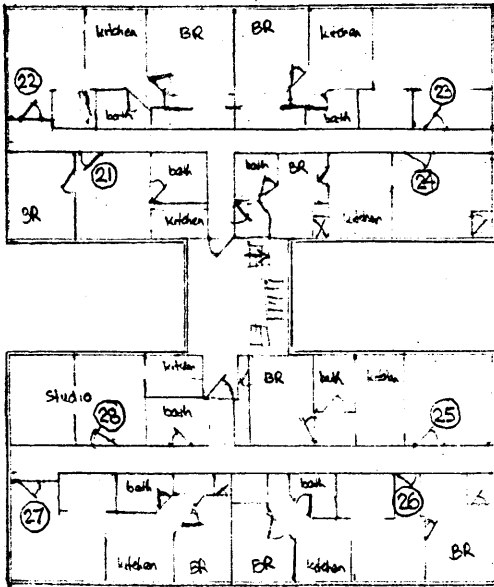 kitchen BR BR kitchen
22 23
bath bath
21 bath bath BR 24
BR kitchen kitchen
kitchen BR bath kitchen
Studio
28 bath 25
bath bath
27 26
kitchen BR BR kitchen BR